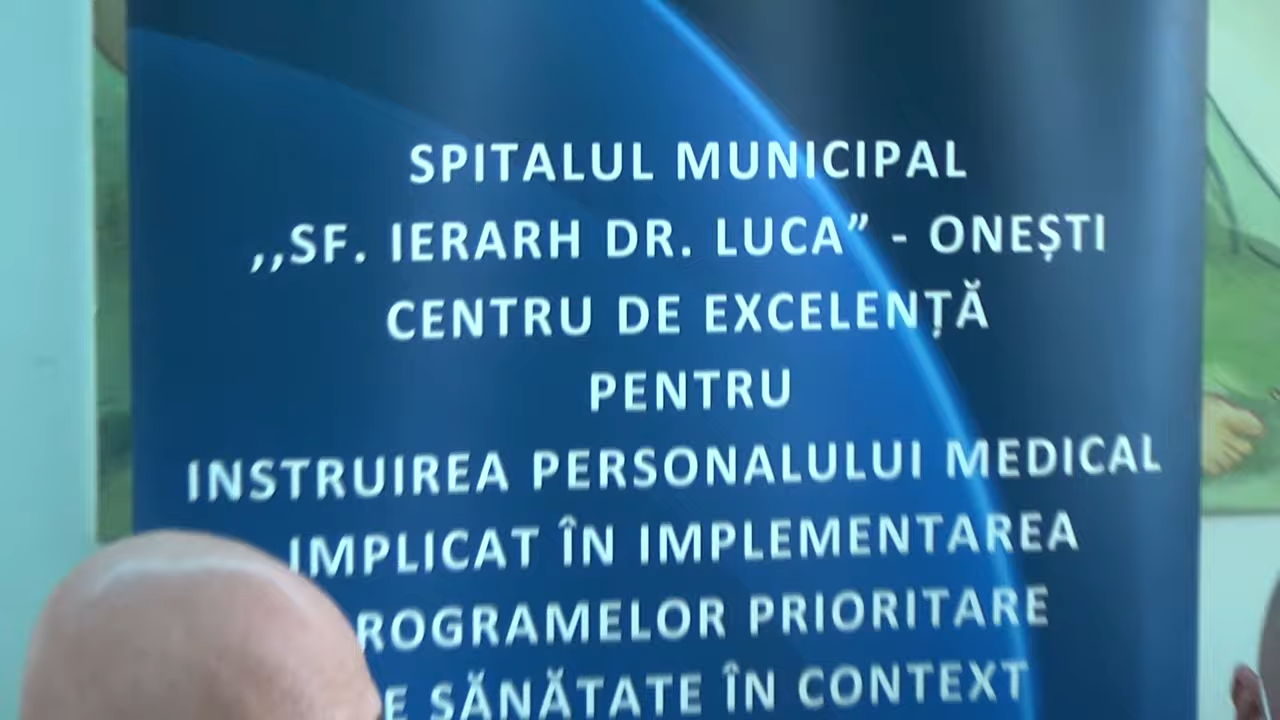 SPITALUL MUNICIPAL
,,SF. IERARH DR. LUCA” - ONEȘTI
CENTRU DE EXCELENȚĂ
PENTRU
INSTRUIREA PERSONALULUI MEDICAL
IMPLICAT ÎN IMPLEMENTAREA
ROGRAMELOR PRIORITARE
E SĂNĂTATE ÎN CONTEXT